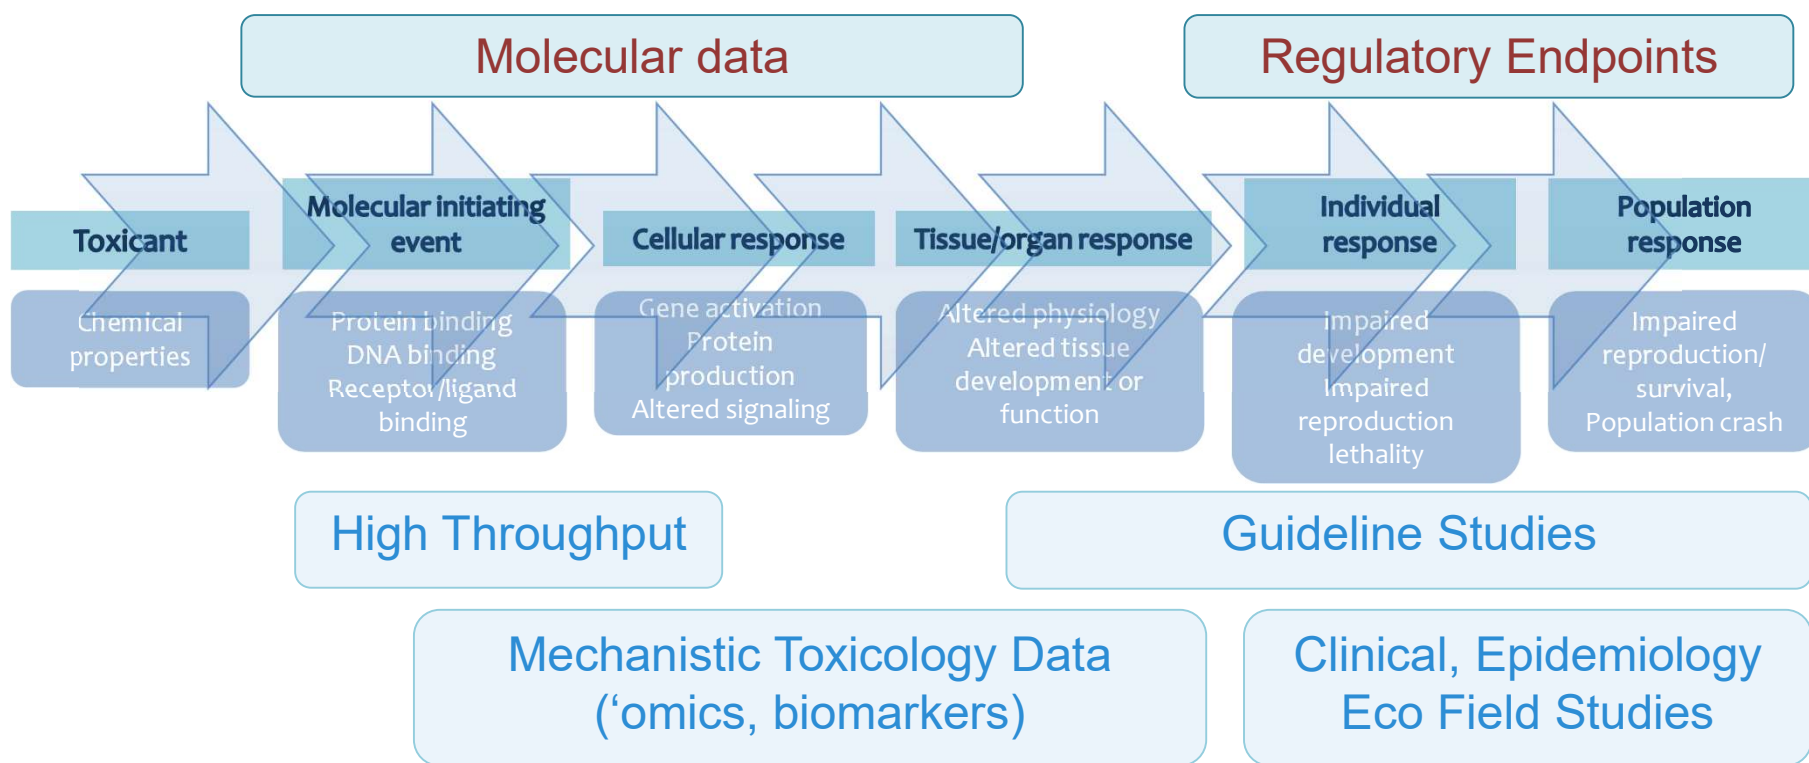 Molecular data
Regulatory Endpoints
Toxicant
Molecular initiating
event
Cellular response
Tissue/organ response
Individual
response
Population
response
Chemical
properties
Protein binding
DNA binding
Receptor/ligand
binding
Gene activation
Protein
production
Altered signaling
Altered physiology
Altered tissue
development or
function
impaired
development
Impaired
reproduction
lethality
Impaired
reproduction/
survival,
Population crash
High Throughput
Guideline Studies
Mechanistic Toxicology Data
(‘omics, biomarkers)
Clinical, Epidemiology
Eco Field Studies